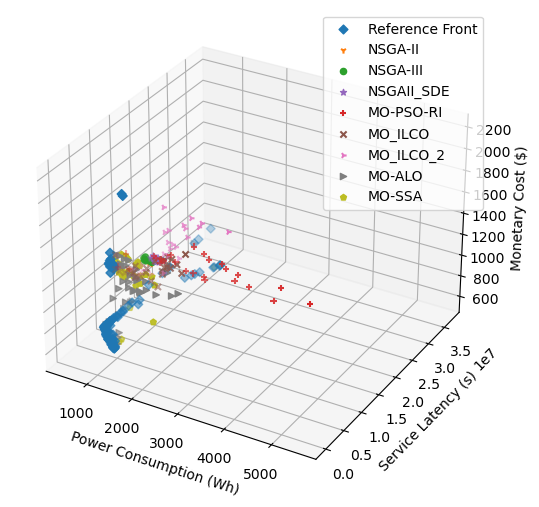 Reference Front
NSGA-II
NSGA-III
NSGAII_SDE
MO-PSO-RI
MO_ILCO
MO_ILCO_2
MO-ALO
MO-SSA
2200
2000
1800
1600
1400
1200
1000
800
600
Monetary Cost ($)
1000
2000
3000
4000
5000
Power Consumption (Wh)
0.0
0.5
1.0
1.5
2.0
2.5
3.0
3.5
Service Latency (s) 1e7